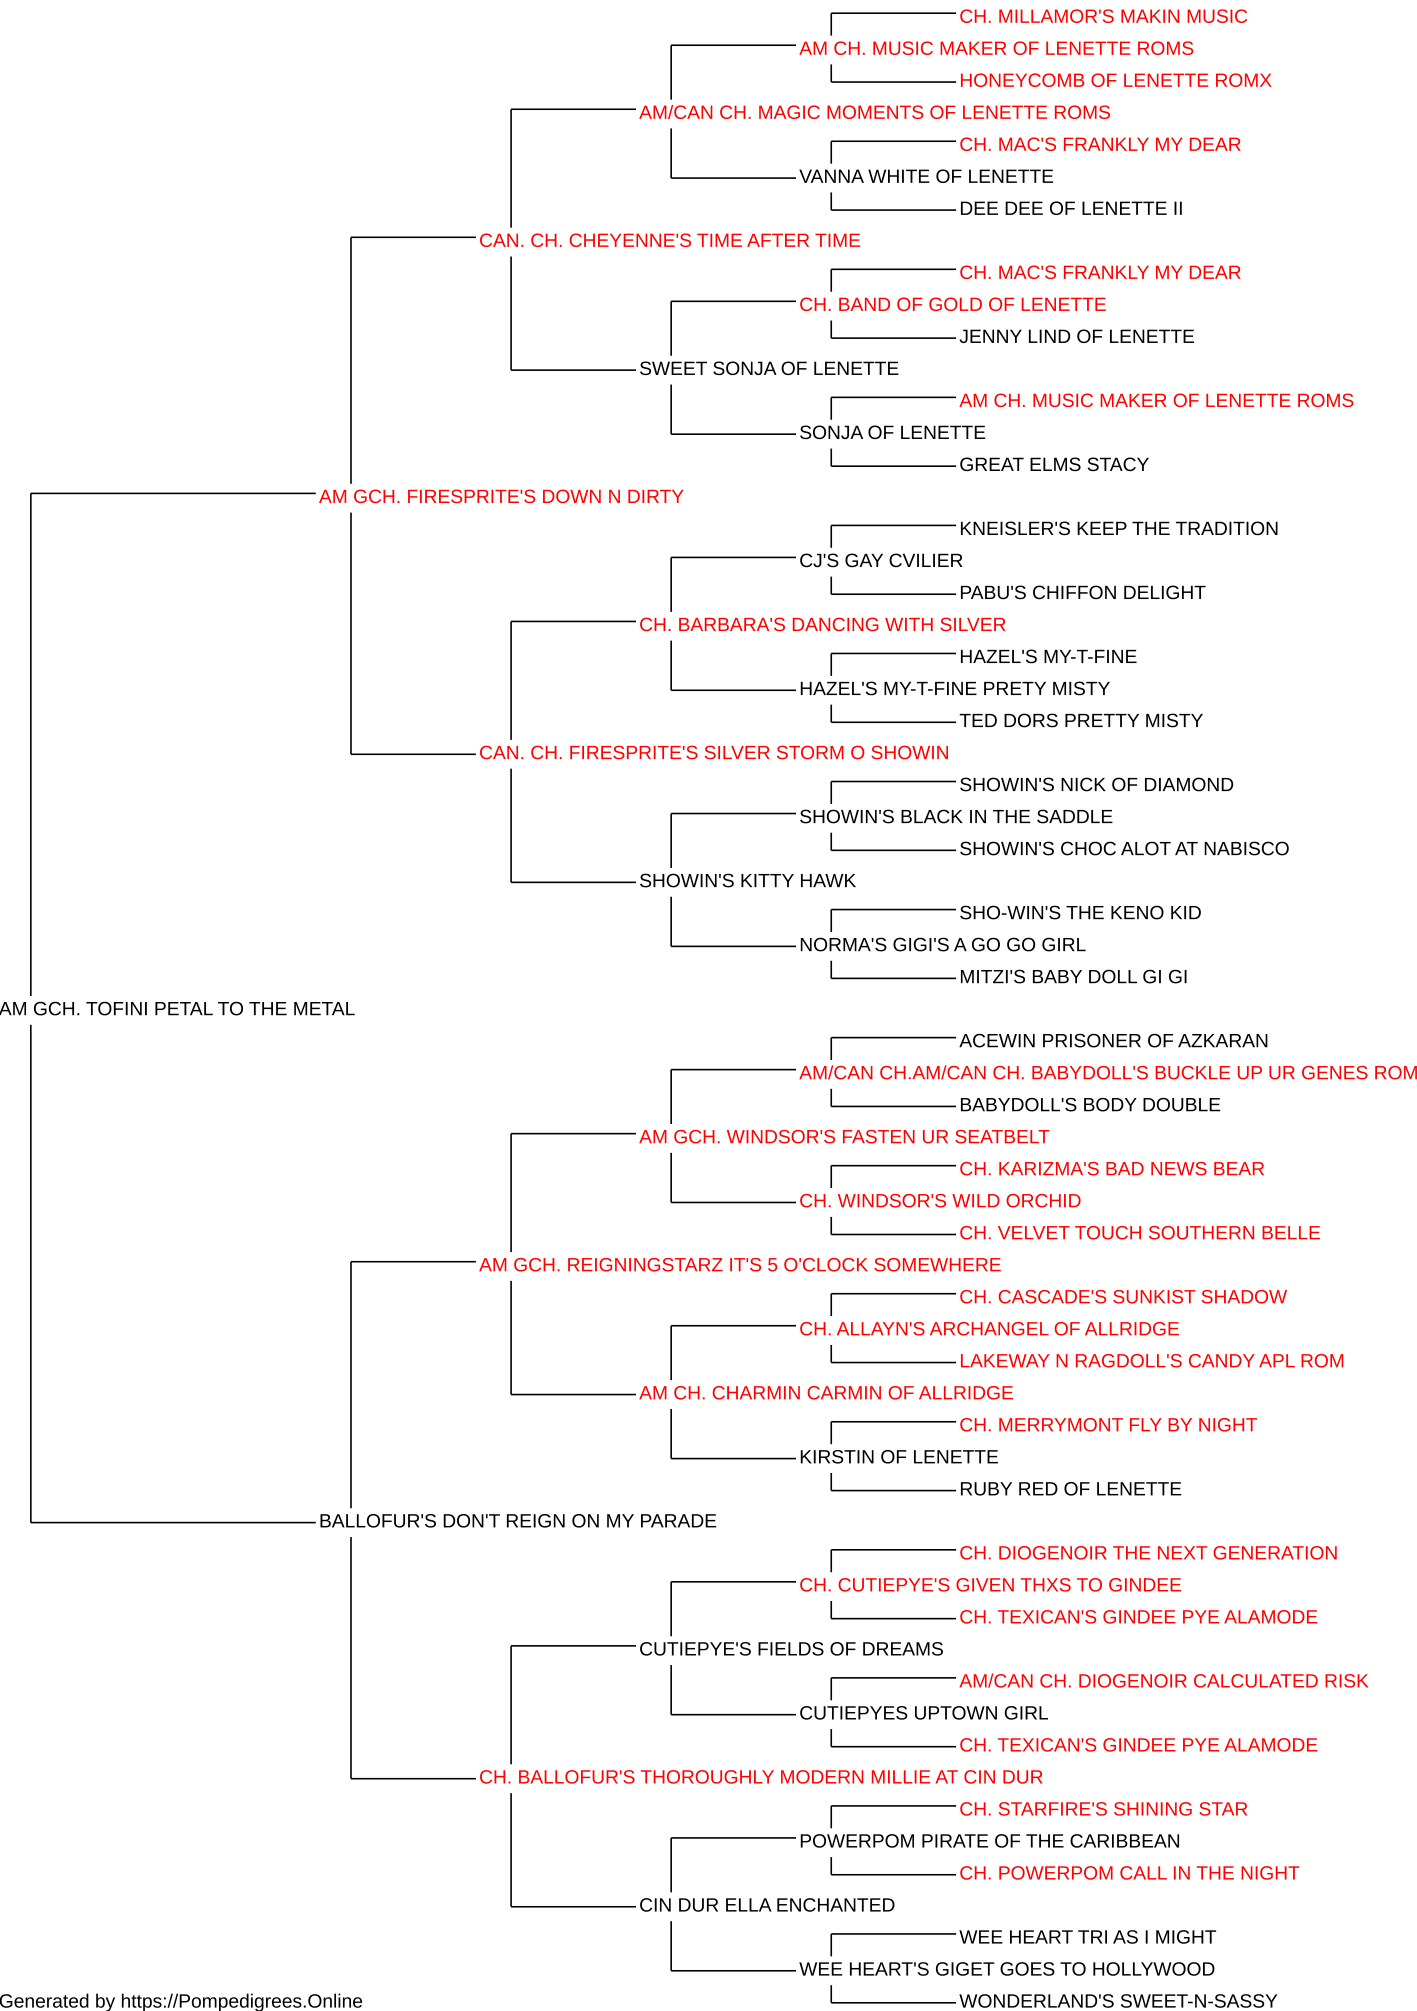 CH. MILLAMOR'S MAKIN MUSIC
AM CH. MUSIC MAKER OF LENETTE ROMS
HONEYCOMB OF LENETTE ROMX
AM/CAN CH. MAGIC MOMENTS OF LENETTE ROMS
CH. MAC'S FRANKLY MY DEAR
VANNA WHITE OF LENETTE
DEE DEE OF LENETTE II
CAN. CH. CHEYENNE'S TIME AFTER TIME
CH. MAC'S FRANKLY MY DEAR
CH. BAND OF GOLD OF LENETTE
JENNY LIND OF LENETTE
SWEET SONJA OF LENETTE
AM CH. MUSIC MAKER OF LENETTE ROMS
SONJA OF LENETTE
GREAT ELMS STACY
AM GCH. FIRESPRITE'S DOWN N DIRTY
KNEISLER'S KEEP THE TRADITION
CJ'S GAY CVILIER
PABU'S CHIFFON DELIGHT
CH. BARBARA'S DANCING WITH SILVER
HAZEL'S MY-T-FINE
HAZEL'S MY-T-FINE PRETY MISTY
TED DORS PRETTY MISTY
CAN. CH. FIRESPRITE'S SILVER STORM O SHOWIN
SHOWIN'S NICK OF DIAMOND
SHOWIN'S BLACK IN THE SADDLE
SHOWIN'S CHOC ALOT AT NABISCO
SHOWIN'S KITTY HAWK
SHO-WIN'S THE KENO KID
NORMA'S GIGI'S A GO GO GIRL
MITZI'S BABY DOLL GI GI
AM GCH. TOFINI PETAL TO THE METAL
ACEWIN PRISONER OF AZKARAN
AM/CAN CH.AM/CAN CH. BABYDOLL'S BUCKLE UP UR GENES ROM
BABYDOLL'S BODY DOUBLE
AM GCH. WINDSOR'S FASTEN UR SEATBELT
CH. KARIZMA'S BAD NEWS BEAR
CH. WINDSOR'S WILD ORCHID
CH. VELVET TOUCH SOUTHERN BELLE
AM GCH. REIGNINGSTARZ IT'S 5 O'CLOCK SOMEWHERE
CH. CASCADE'S SUNKIST SHADOW
CH. ALLAYN'S ARCHANGEL OF ALLRIDGE
LAKEWAY N RAGDOLL'S CANDY APL ROM
AM CH. CHARMIN CARMIN OF ALLRIDGE
CH. MERRYMONT FLY BY NIGHT
KIRSTIN OF LENETTE
RUBY RED OF LENETTE
BALLOFUR'S DON'T REIGN ON MY PARADE
CH. DIOGENOIR THE NEXT GENERATION
CH. CUTIEPYE'S GIVEN THXS TO GINDEE
CH. TEXICAN'S GINDEE PYE ALAMODE
CUTIEPYE'S FIELDS OF DREAMS
AM/CAN CH. DIOGENOIR CALCULATED RISK
CUTIEPYES UPTOWN GIRL
CH. TEXICAN'S GINDEE PYE ALAMODE
CH. BALLOFUR'S THOROUGHLY MODERN MILLIE AT CIN DUR
CH. STARFIRE'S SHINING STAR
POWERPOM PIRATE OF THE CARIBBEAN
CH. POWERPOM CALL IN THE NIGHT
CIN DUR ELLA ENCHANTED
WEE HEART TRI AS I MIGHT
WEE HEART'S GIGET GOES TO HOLLYWOOD
WONDERLAND'S SWEET-N-SASSY
Generated by https://Pompedigrees.Online